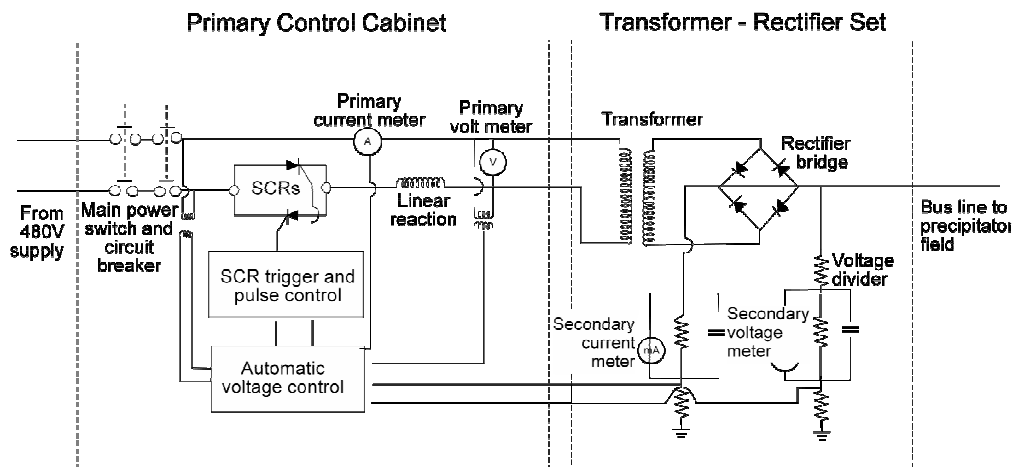 Primary Control Cabinet
Transformer - Rectifier Set
Primary
current meter
Primary
volt meter
Transformer
A
V
Rectifier
bridge
SCRs
From
480V
supply
Main power
switch and
circuit
breaker
Linear
reaction
Bus line to
precipitator
field
SCR trigger and
pulse control
Voltage
divider
Secondary
current
meter
mA
Secondary
voltage
meter
Automatic
voltage control